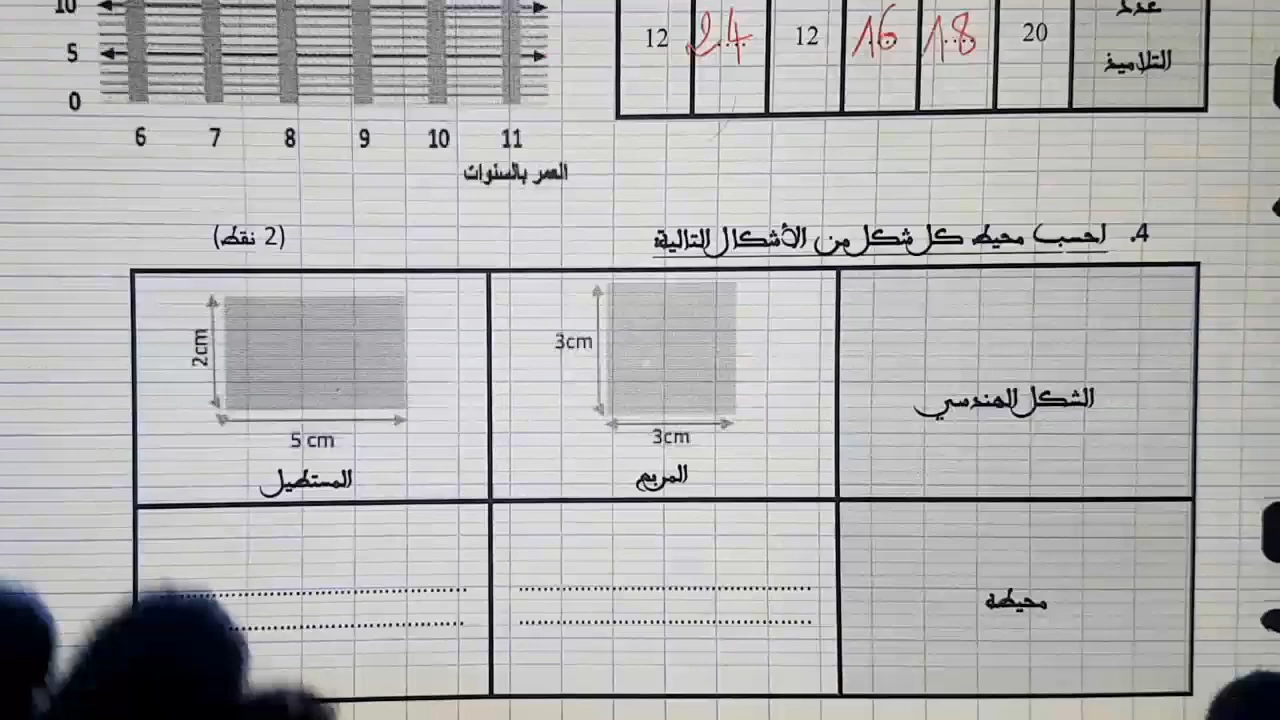 10
5
0
6 7 8 9 10 11
العمر بالسنوات
عدد
التلاميذ
20 18 16 12 24 12
4. احسب محيط كل شكل من الأشكال التالية
(2 نقط)
الشكل الهندسي
3cm
3cm
المربع
2cm
5 cm
المستطيل
محيطه